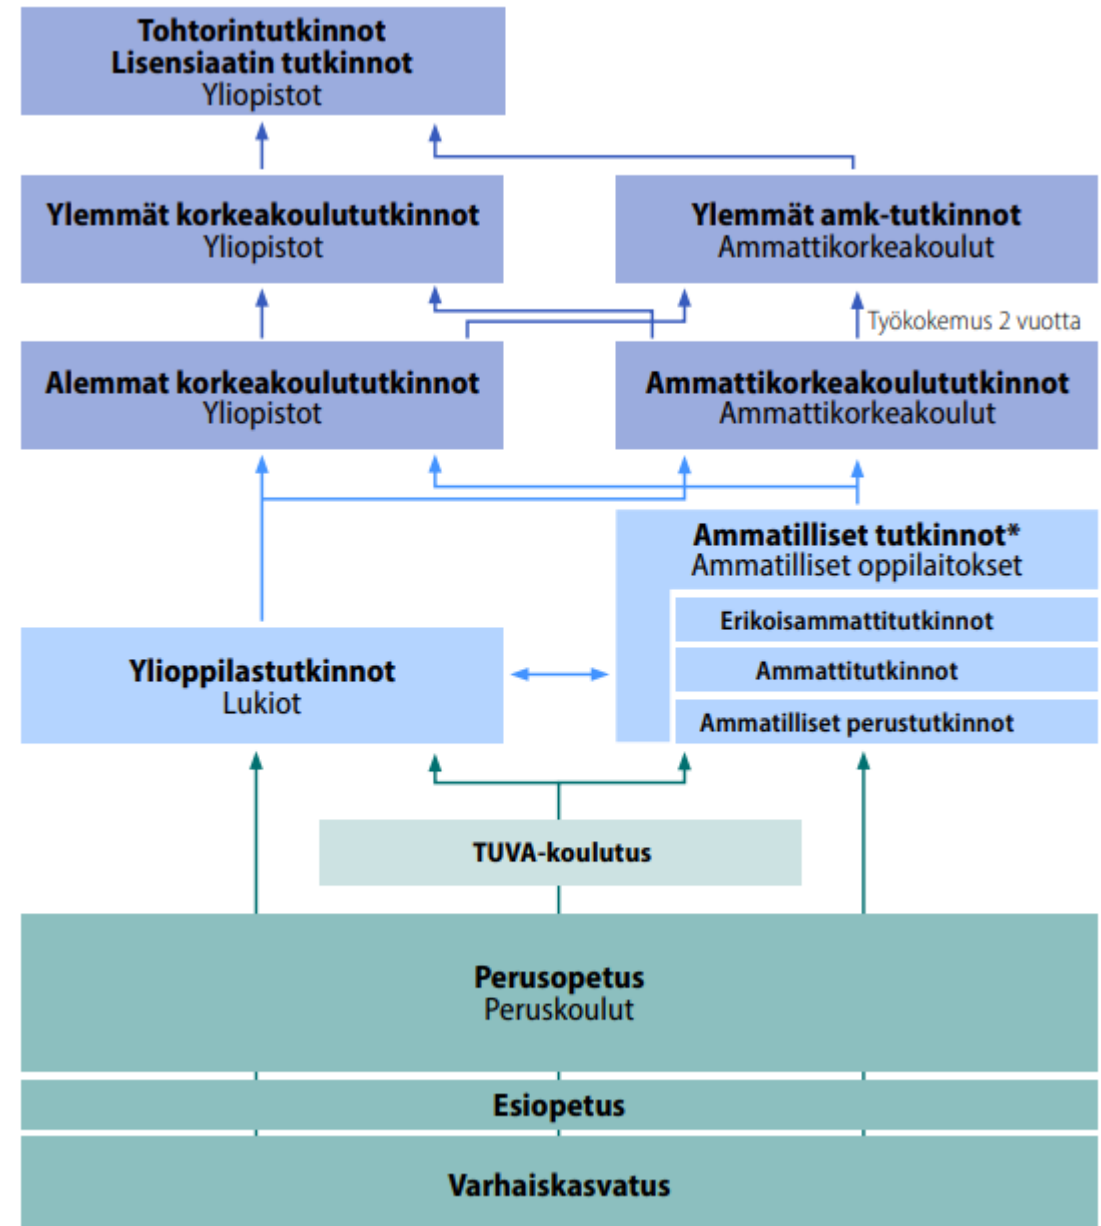 Tohtorintutkinnot
Lisensiaatin tutkinnot
Yliopistot
Ylemmät korkeakoulututkinnot
Yliopistot
Ylemmät amk-tutkinnot
Ammattikorkeakoulut
Työkokemus 2 vuotta
Alemmat korkeakoulututkinnot
Yliopistot
Ammattikorkeakoulututkinnot
Ammattikorkeakoulut
Ammatilliset tutkinnot*
Ammatilliset oppilaitokset
Erikoisammattitutkinnot
Ammattitutkinnot
Ammatilliset perustutkinnot
Ylioppilastutkinnot
Lukiot
TUVA-koulutus
Perusopetus
Peruskoulut
Esiopetus
Varhaiskasvatus